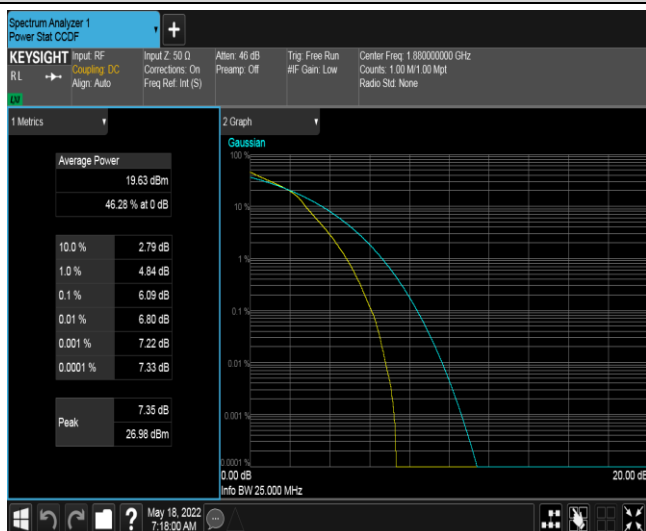 Spectrum Analyzer 1
Power Stat CCDF
+
KEYSIGHT
RL
LNI
Input: RF
Coupling: DC
Align: Auto
Input Z: 50 Ω
Corrections: On
Freq Ref: Int (S)
Atten: 46 dB
Preamp: Off
Trig: Free Run
#IF Gain: Low
Center Freq: 1.880000000 GHz
Counts: 1.00 M/1.00 Mpt
Radio Std: None
1 Metrics
Average Power
19.63 dBm
46.28 % at 0 dB
10.0 % 2.79 dB
1.0 % 4.84 dB
0.1 % 6.09 dB
0.01 % 6.80 dB
0.001 % 7.22 dB
0.0001 % 7.33 dB
Peak 7.35 dB
26.98 dBm
2 Graph
Gaussian
100 %
10 %
1 %
0.1 %
0.01 %
0.001 %
0.0001 %
0.00 dB 20.00 dB
Info BW 25.000 MHz
?
May 18, 2022
7:18:00 AM